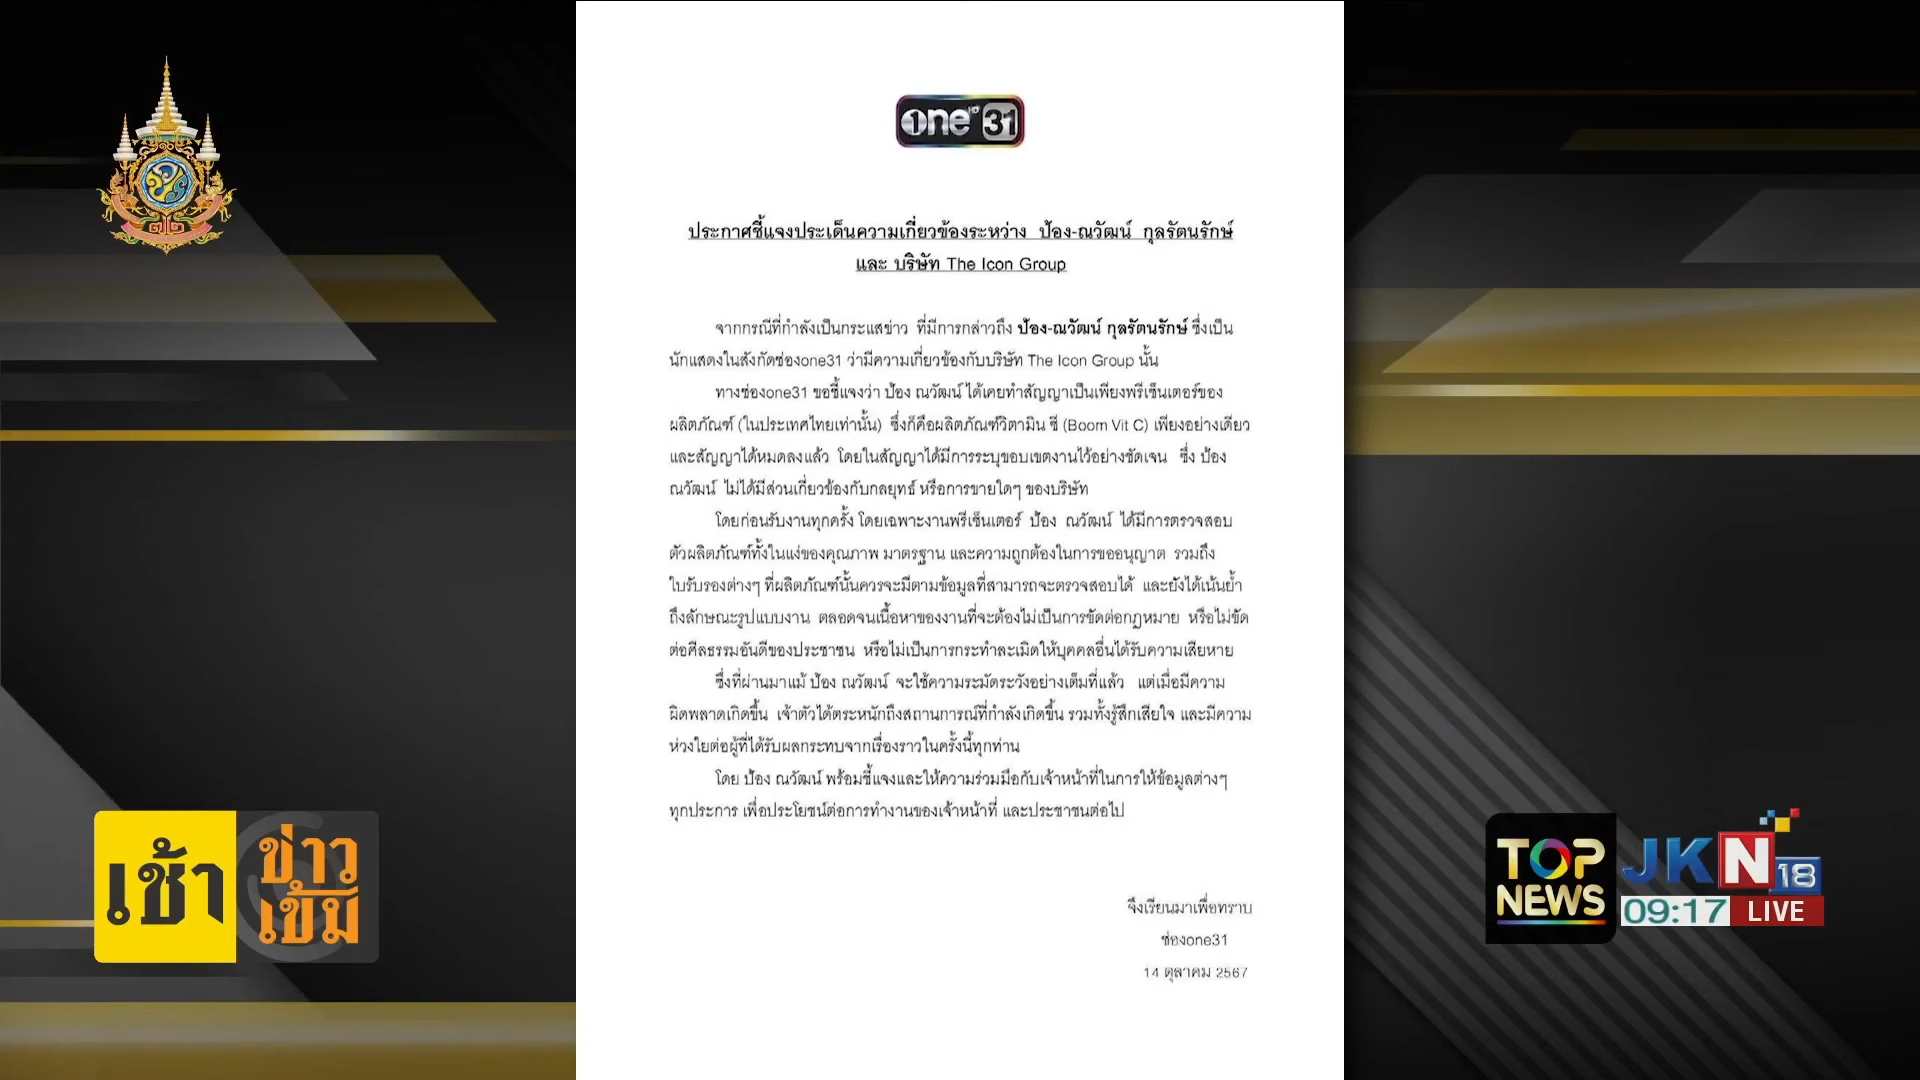 one HD 31
ประกาศชี้แจงประเด็นความเกี่ยวข้องระหว่าง ป้อง-ณวัฒน์ กุลรัตนรักษ์
และ บริษัท The Icon Group
จากกรณีที่กำลังเป็นกระแสข่าว ที่มีการกล่าวถึง ป้อง-ณวัฒน์ กุลรัตนรักษ์ ซึ่งเป็น
นักแสดงในสังกัดช่องone31 ว่ามีความเกี่ยวข้องกับบริษัท The Icon Group นั้น
ทางช่องone31 ขอชี้แจงว่า ป้อง ณวัฒน์ ได้เคยทำสัญญาเป็นเพียงพรีเซ็นเตอร์ของ
ผลิตภัณฑ์ (ในประเทศไทยเท่านั้น) ซึ่งก็คือผลิตภัณฑ์วิตามิน ซี (Boom Vit C) เพียงอย่างเดียว
และสัญญาได้หมดลงแล้ว โดยในสัญญาได้มีการระบุขอบเขตงานไว้อย่างชัดเจน ซึ่ง ป้อง
ณวัฒน์ ไม่ได้มีส่วนเกี่ยวข้องกับกลยุทธ์ หรือการขายใดๆ ของบริษัท
โดยก่อนรับงานทุกครั้ง โดยเฉพาะงานพรีเซ็นเตอร์ ป้อง ณวัฒน์ ได้มีการตรวจสอบ
ตัวผลิตภัณฑ์ทั้งในแง่ของคุณภาพ มาตรฐาน และความถูกต้องในการขออนุญาต รวมถึง
ใบรับรองต่างๆ ที่ผลิตภัณฑ์นั้นควรจะมีตามข้อมูลที่สามารถจะตรวจสอบได้ และยังได้เน้นย้ำ
ถึงลักษณะรูปแบบงาน ตลอดจนเนื้อหาของงานที่จะต้องไม่เป็นการขัดต่อกฎหมาย หรือไม่ขัด
ต่อศีลธรรมอันดีของประชาชน หรือไม่เป็นการกระทำละเมิดให้บุคคลอื่นได้รับความเสียหาย
ซึ่งที่ผ่านมาแม้ ป้อง ณวัฒน์ จะใช้ความระมัดระวังอย่างเต็มที่แล้ว แต่เมื่อมีความ
ผิดพลาดเกิดขึ้น เจ้าตัวได้ตระหนักถึงสถานการณ์ที่กำลังเกิดขึ้น รวมทั้งรู้สึกเสียใจ และมีความ
ห่วงใยต่อผู้ที่ได้รับผลกระทบจากเรื่องราวในครั้งนี้ทุกท่าน
โดย ป้อง ณวัฒน์ พร้อมชี้แจงและให้ความร่วมมือกับเจ้าหน้าที่ในการให้ข้อมูลต่างๆ
ทุกประการ เพื่อประโยชน์ต่อการทำงานของเจ้าหน้าที่ และประชาชนต่อไป
จึงเรียนมาเพื่อทราบ
ช่องone31
14 ตุลาคม 2567
๗๒
เช้า
ข่าว
เข้ม
TOP
NEWS
JKN18
09:17 LIVE